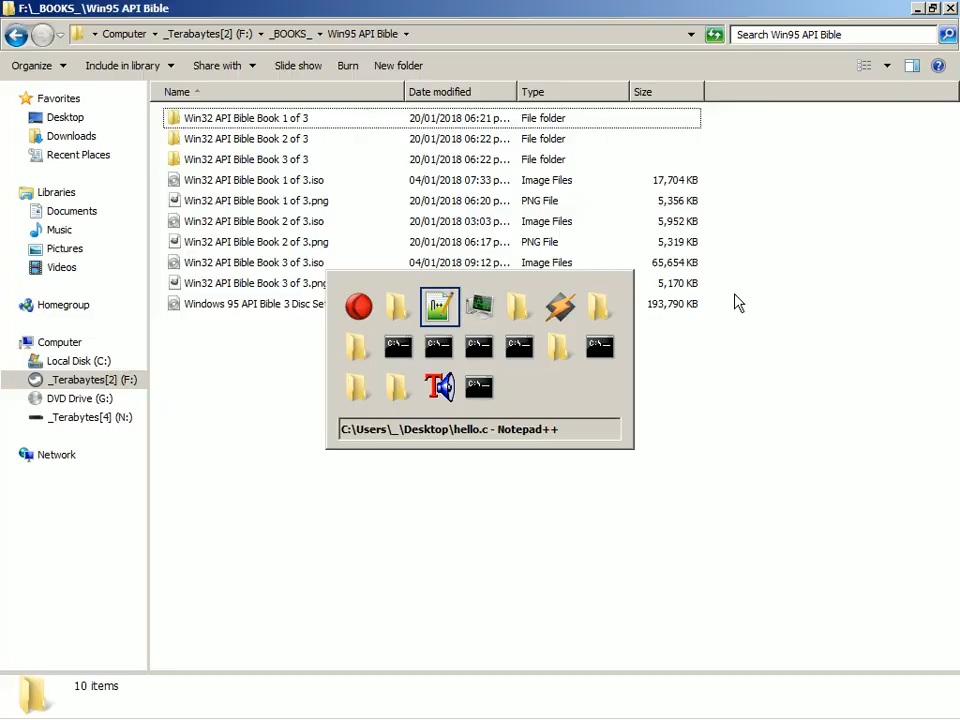 F:\_BOOKS_\Win95 API Bible
Computer _Terabaytes[2] (F:) _BOOKS_ Win95 API Bible
Search Win95 API Bible
Organize Include in library Share with Slide show Burn New folder
Favorites
Desktop
Downloads
Recent Places
Libraries
Documents
Music
Pictures
Videos
Homegroup
Computer
Local Disk (C:)
_Terabaytes[2] (F:)
DVD Drive (G:)
_Terabytes[4] (N:)
Network
Name Date modified Type Size
Win32 API Bible Book 1 of 3 20/01/2018 06:21 p... File folder
Win32 API Bible Book 2 of 3 20/01/2018 06:22 p... File folder
Win32 API Bible Book 3 of 3 20/01/2018 06:22 p... File folder
Win32 API Bible Book 1 of 3.iso 04/01/2018 07:33 p... Image Files 17,704 KB
Win32 API Bible Book 1 of 3.png 20/01/2018 06:20 p... PNG File 5,356 KB
Win32 API Bible Book 2 of 3.iso 20/01/2018 03:03 p... Image Files 5,952 KB
Win32 API Bible Book 2 of 3.png 20/01/2018 06:17 p... PNG File 5,319 KB
Win32 API Bible Book 3 of 3.iso 04/01/2018 09:12 p... Image Files 65,654 KB
Win32 API Bible Book 3 of 3.png 5,170 KB
Windows 95 API Bible 3 Disc Se 193,790 KB
C:\Users\_\Desktop\hello.c - Notepad++
10 items